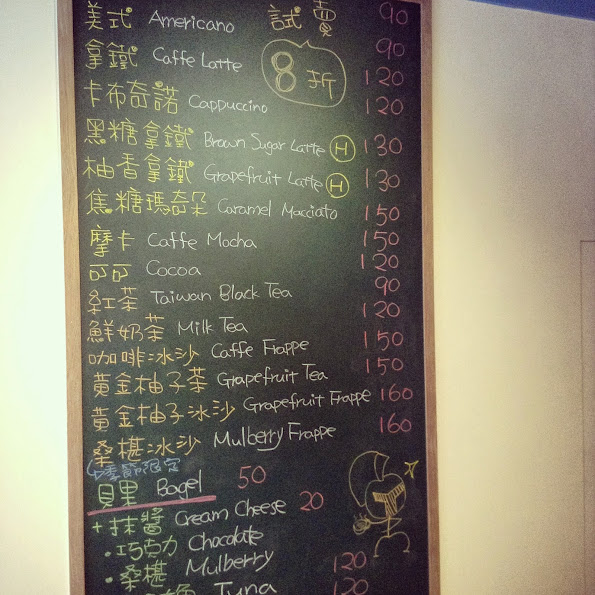 美式 Americano 試賣 90
90
拿鐵 Caffe Latte 8折 120
卡布奇諾 Cappuccino 120
黑糖拿鐵 Brown Sugar Latte H 130
柚香拿鐵 Grapefruit Latte H 130
焦糖瑪奇朵 Caramel Macciato 150
摩卡 Caffe Mocha 150
可可 Cocoa 120
紅茶 Taiwan Black Tea 90
鮮奶茶 Milk Tea 120
咖啡冰沙 Caffe Frappe 150
黃金柚子茶 Grapefruit Tea 150
黃金柚子冰沙 Grapefruit Frappe 160
桑椹冰沙 Mulberry Frappe 160
季節限定
貝果 Bagel 50
+抹醬 Cream Cheese 20
·巧克力 Chocolate
·桑椹 Mulberry 120
Tuna 120